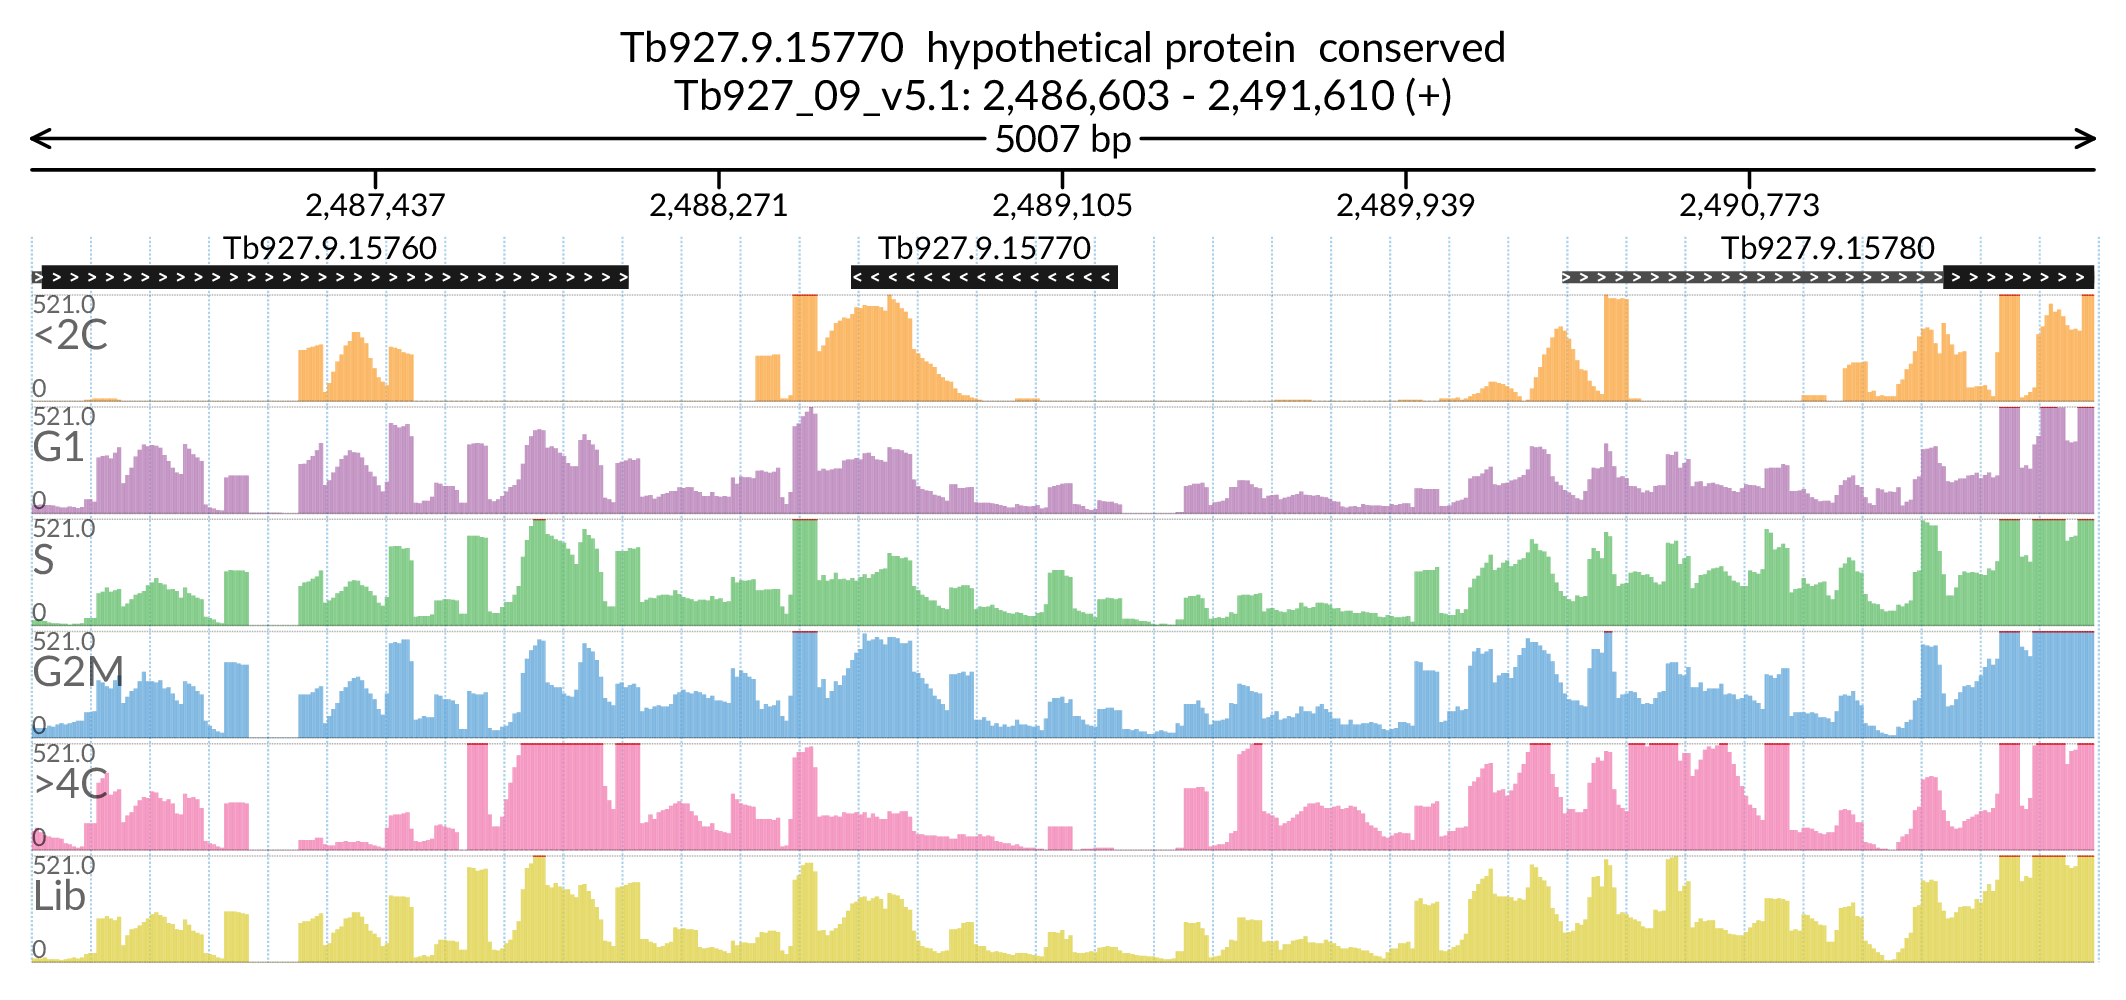 Tb927.9.15770  hypothetical protein  conserved
Tb927_09_v5.1: 2,486,603 - 2,491,610 (+)
5007 bp
2,487,437 2,488,271 2,489,105 2,489,939 2,490,773
Tb927.9.15760 Tb927.9.15770 Tb927.9.15780
521.0
<2C
0
521.0
G1
0
521.0
S
0
521.0
G2M
0
521.0
>4C
0
521.0
Lib
0